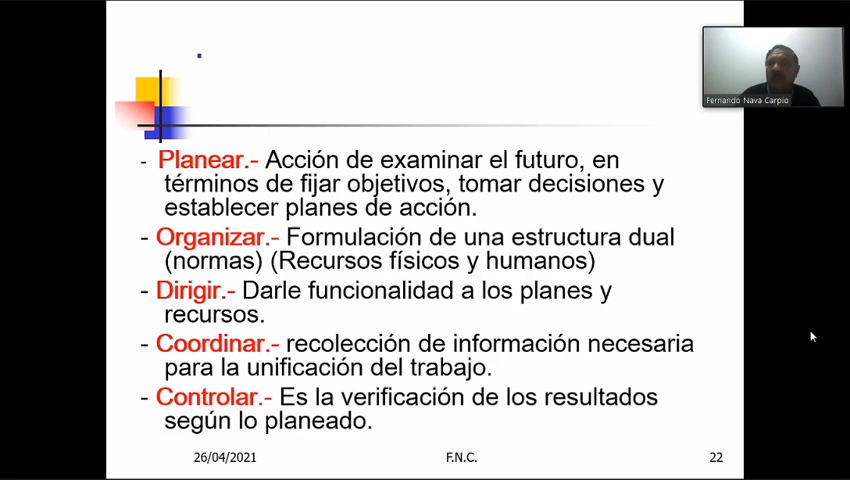 Fernando Nava Carpio
- Planear.- Acción de examinar el futuro, en
términos de fijar objetivos, tomar decisiones y
establecer planes de acción.
- Organizar.- Formulación de una estructura dual
(normas) (Recursos físicos y humanos)
- Dirigir.- Darle funcionalidad a los planes y
recursos.
- Coordinar.- recolección de información necesaria
para la unificación del trabajo.
- Controlar.- Es la verificación de los resultados
según lo planeado.
26/04/2021 F.N.C. 22